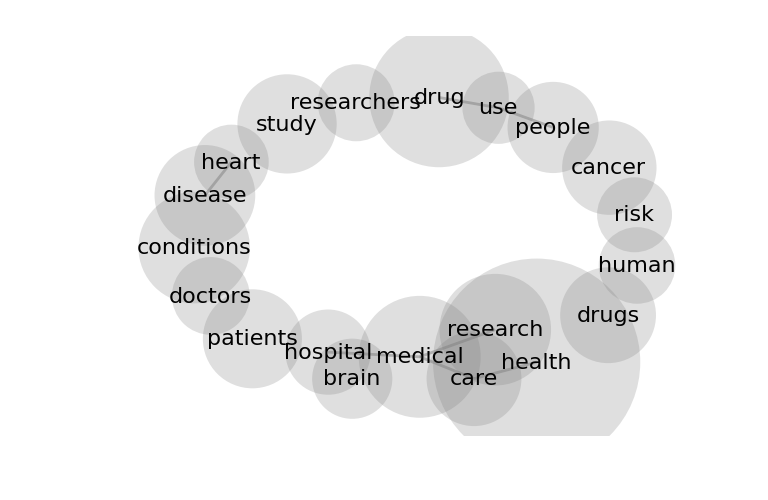 drug
researchers
use
study
people
heart
cancer
disease
risk
conditions
human
doctors
drugs
research
patients
hospital
medical
health
brain
care